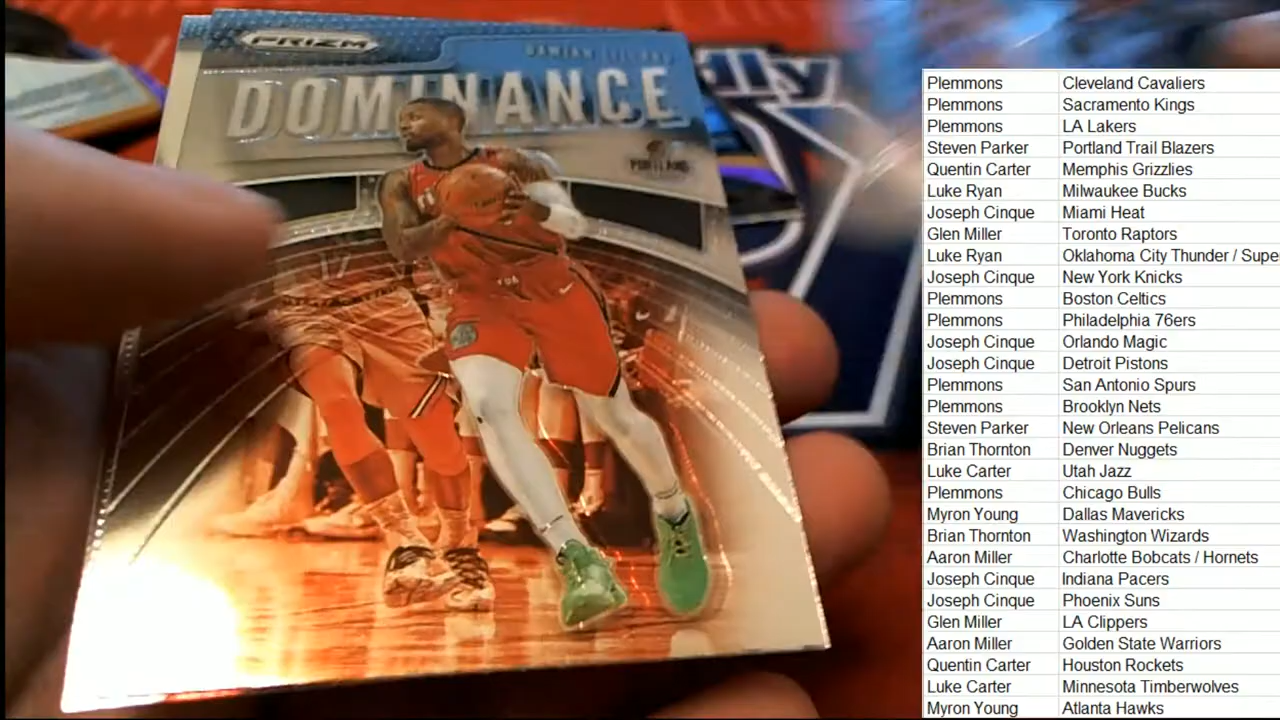 PRIZM
DAMIAN LILLARD
DOMINANCE
PORTLAND
Plemmons Cleveland Cavaliers
Plemmons Sacramento Kings
Plemmons LA Lakers
Steven Parker Portland Trail Blazers
Quentin Carter Memphis Grizzlies
Luke Ryan Milwaukee Bucks
Joseph Cinque Miami Heat
Glen Miller Toronto Raptors
Luke Ryan Oklahoma City Thunder / Supe
Joseph Cinque New York Knicks
Plemmons Boston Celtics
Plemmons Philadelphia 76ers
Joseph Cinque Orlando Magic
Joseph Cinque Detroit Pistons
Plemmons San Antonio Spurs
Plemmons Brooklyn Nets
Steven Parker New Orleans Pelicans
Brian Thornton Denver Nuggets
Luke Carter Utah Jazz
Plemmons Chicago Bulls
Myron Young Dallas Mavericks
Brian Thornton Washington Wizards
Aaron Miller Charlotte Bobcats / Hornets
Joseph Cinque Indiana Pacers
Joseph Cinque Phoenix Suns
Glen Miller LA Clippers
Aaron Miller Golden State Warriors
Quentin Carter Houston Rockets
Luke Carter Minnesota Timberwolves
Myron Young Atlanta Hawks